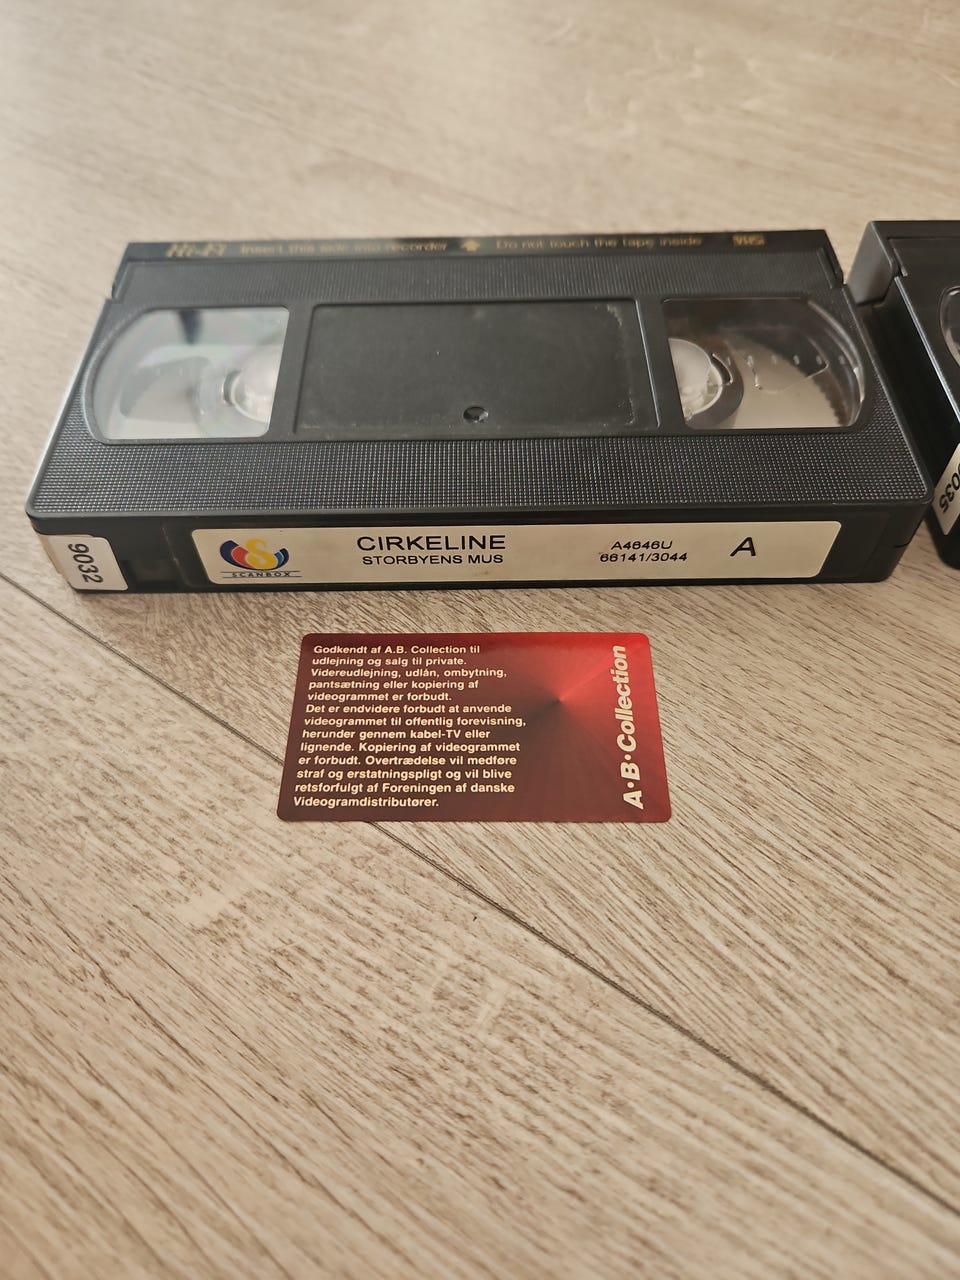 Hi-Fi Insert this side into recorder Do not touch the tape inside VHS
9032
SCANBOX
CIRKELINE
STORBYENS MUS
A4646U
66141/3044
A
9035
Godkendt af A.B. Collection til
udlejning og salg til private.
Videreudlejning, udlån, ombytning,
pantsætning eller kopiering af
videogrammet er forbudt.
Det er endvidere forbudt at anvende
videogrammet til offentlig forevisning,
herunder gennem kabel-TV eller
lignende. Kopiering af videogrammet
er forbudt. Overtrædelse vil medføre
straf og erstatningspligt og vil blive
retsforfulgt af Foreningen af danske
Videogramdistributører.
A·B·Collection